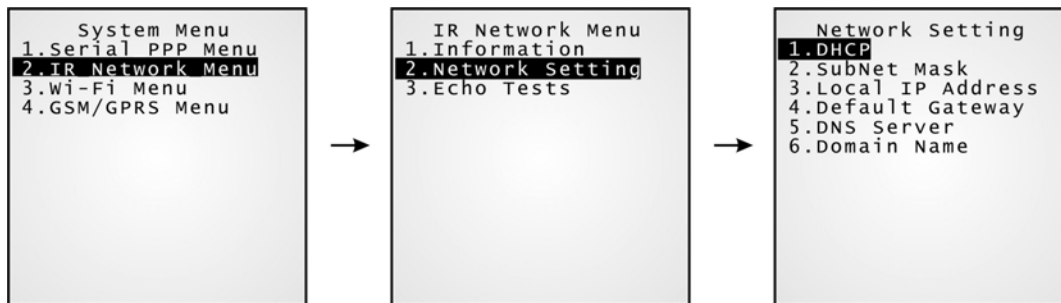 System Menu
1.Serial PPP Menu
2.IR Network Menu
3.Wi-Fi Menu
4.GSM/GPRS Menu
IR Network Menu
1.Information
2.Network Setting
3.Echo Tests
Network Setting
1.DHCP
2.SubNet Mask
3.Local IP Address
4.Default Gateway
5.DNS Server
6.Domain Name